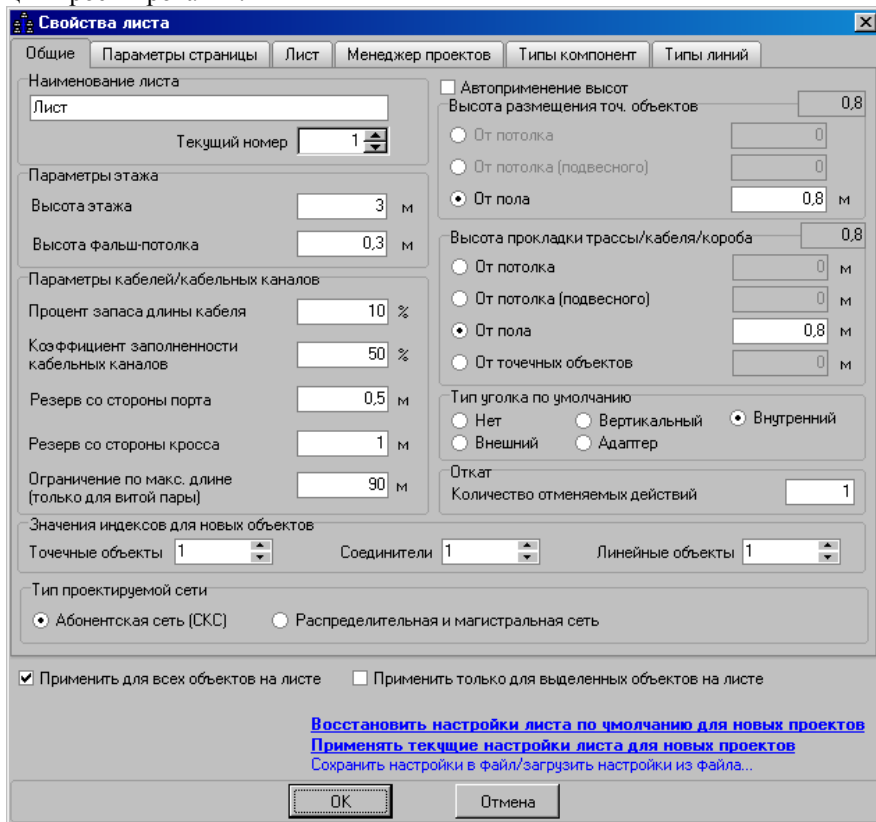 Свойства листа
Общие Параметры страницы Лист Менеджер проектов Типы компонент Типы линий
Наименование листа
Лист
Текущий номер 1
Параметры этажа
Высота этажа 3 м
Высота фальш-потолка 0,3 м
Параметры кабелей/кабельных каналов
Процент запаса длины кабеля 10 %
Коэффициент заполненности
кабельных каналов 50 %
Резерв со стороны порта 0,5 м
Резерв со стороны кросса 1 м
Ограничение по макс. длине
(только для витой пары) 90 м
Автоприменение высот
Высота размещения точ. объектов 0,8
От потолка 0
От потолка (подвесного) 0
От пола 0,8 м
Высота прокладки трассы/кабеля/короба 0,8
От потолка 0 м
От потолка (подвесного) 0 м
От пола 0,8 м
От точечных объектов 0 м
Тип уголка по умолчанию
Нет Вертикальный Внутренний
Внешний Адаптер
Откат
Количество отменяемых действий 1
Значения индексов для новых объектов
Точечные объекты 1 Соединители 1 Линейные объекты 1
Тип проектируемой сети
Абонентская сеть (СКС) Распределительная и магистральная сеть
Применить для всех объектов на листе Применить только для выделенных объектов на листе
Восстановить настройки листа по умолчанию для новых проектов
Применять текущие настройки листа для новых проектов
Сохранить настройки в файл/загрузить настройки из файла...
OK Отмена